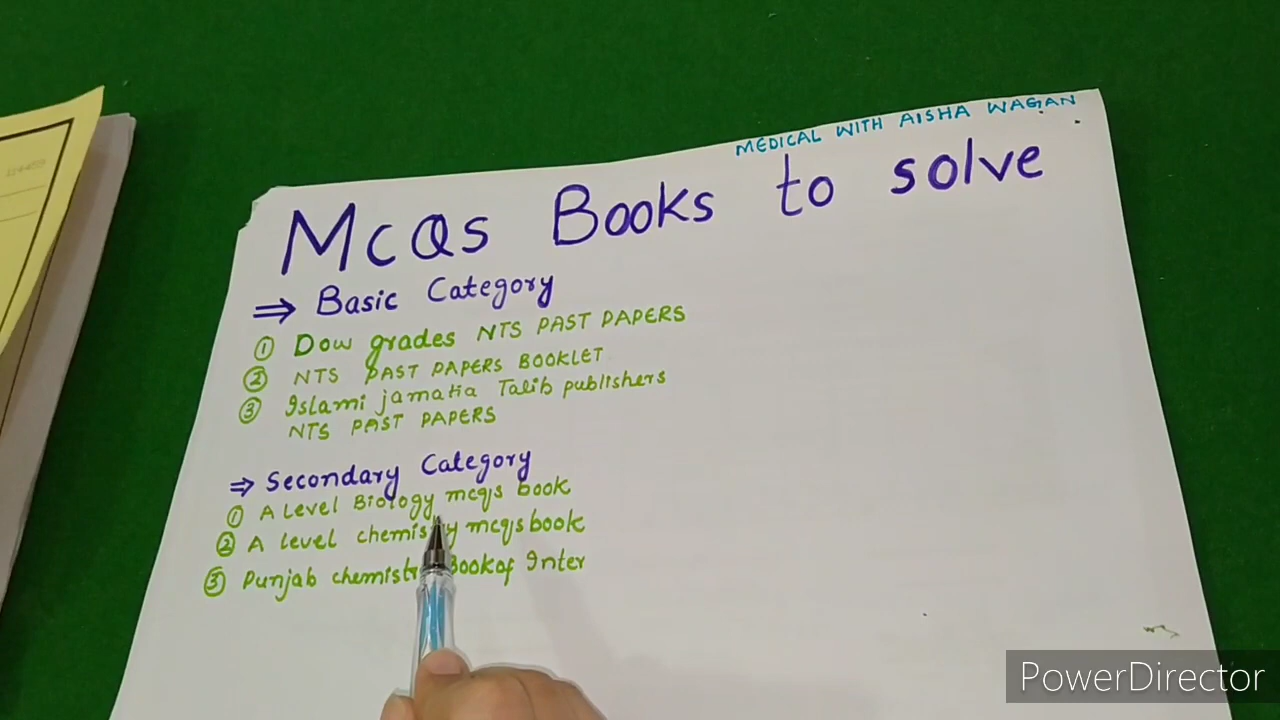 MEDICAL WITH AISHA WAGAN
McQs Books to solve
⇒ Basic Category
① Dow grades NTS PAST PAPERS
② NTS PAST PAPERS BOOKLET
③ Islami jamatia Talib publishers
NTS PAST PAPERS
⇒ Secondary Category
① A Level Biology mcqs book
② A level chemistry mcqs book
③ Punjab chemistry Book of Inter
PowerDirector